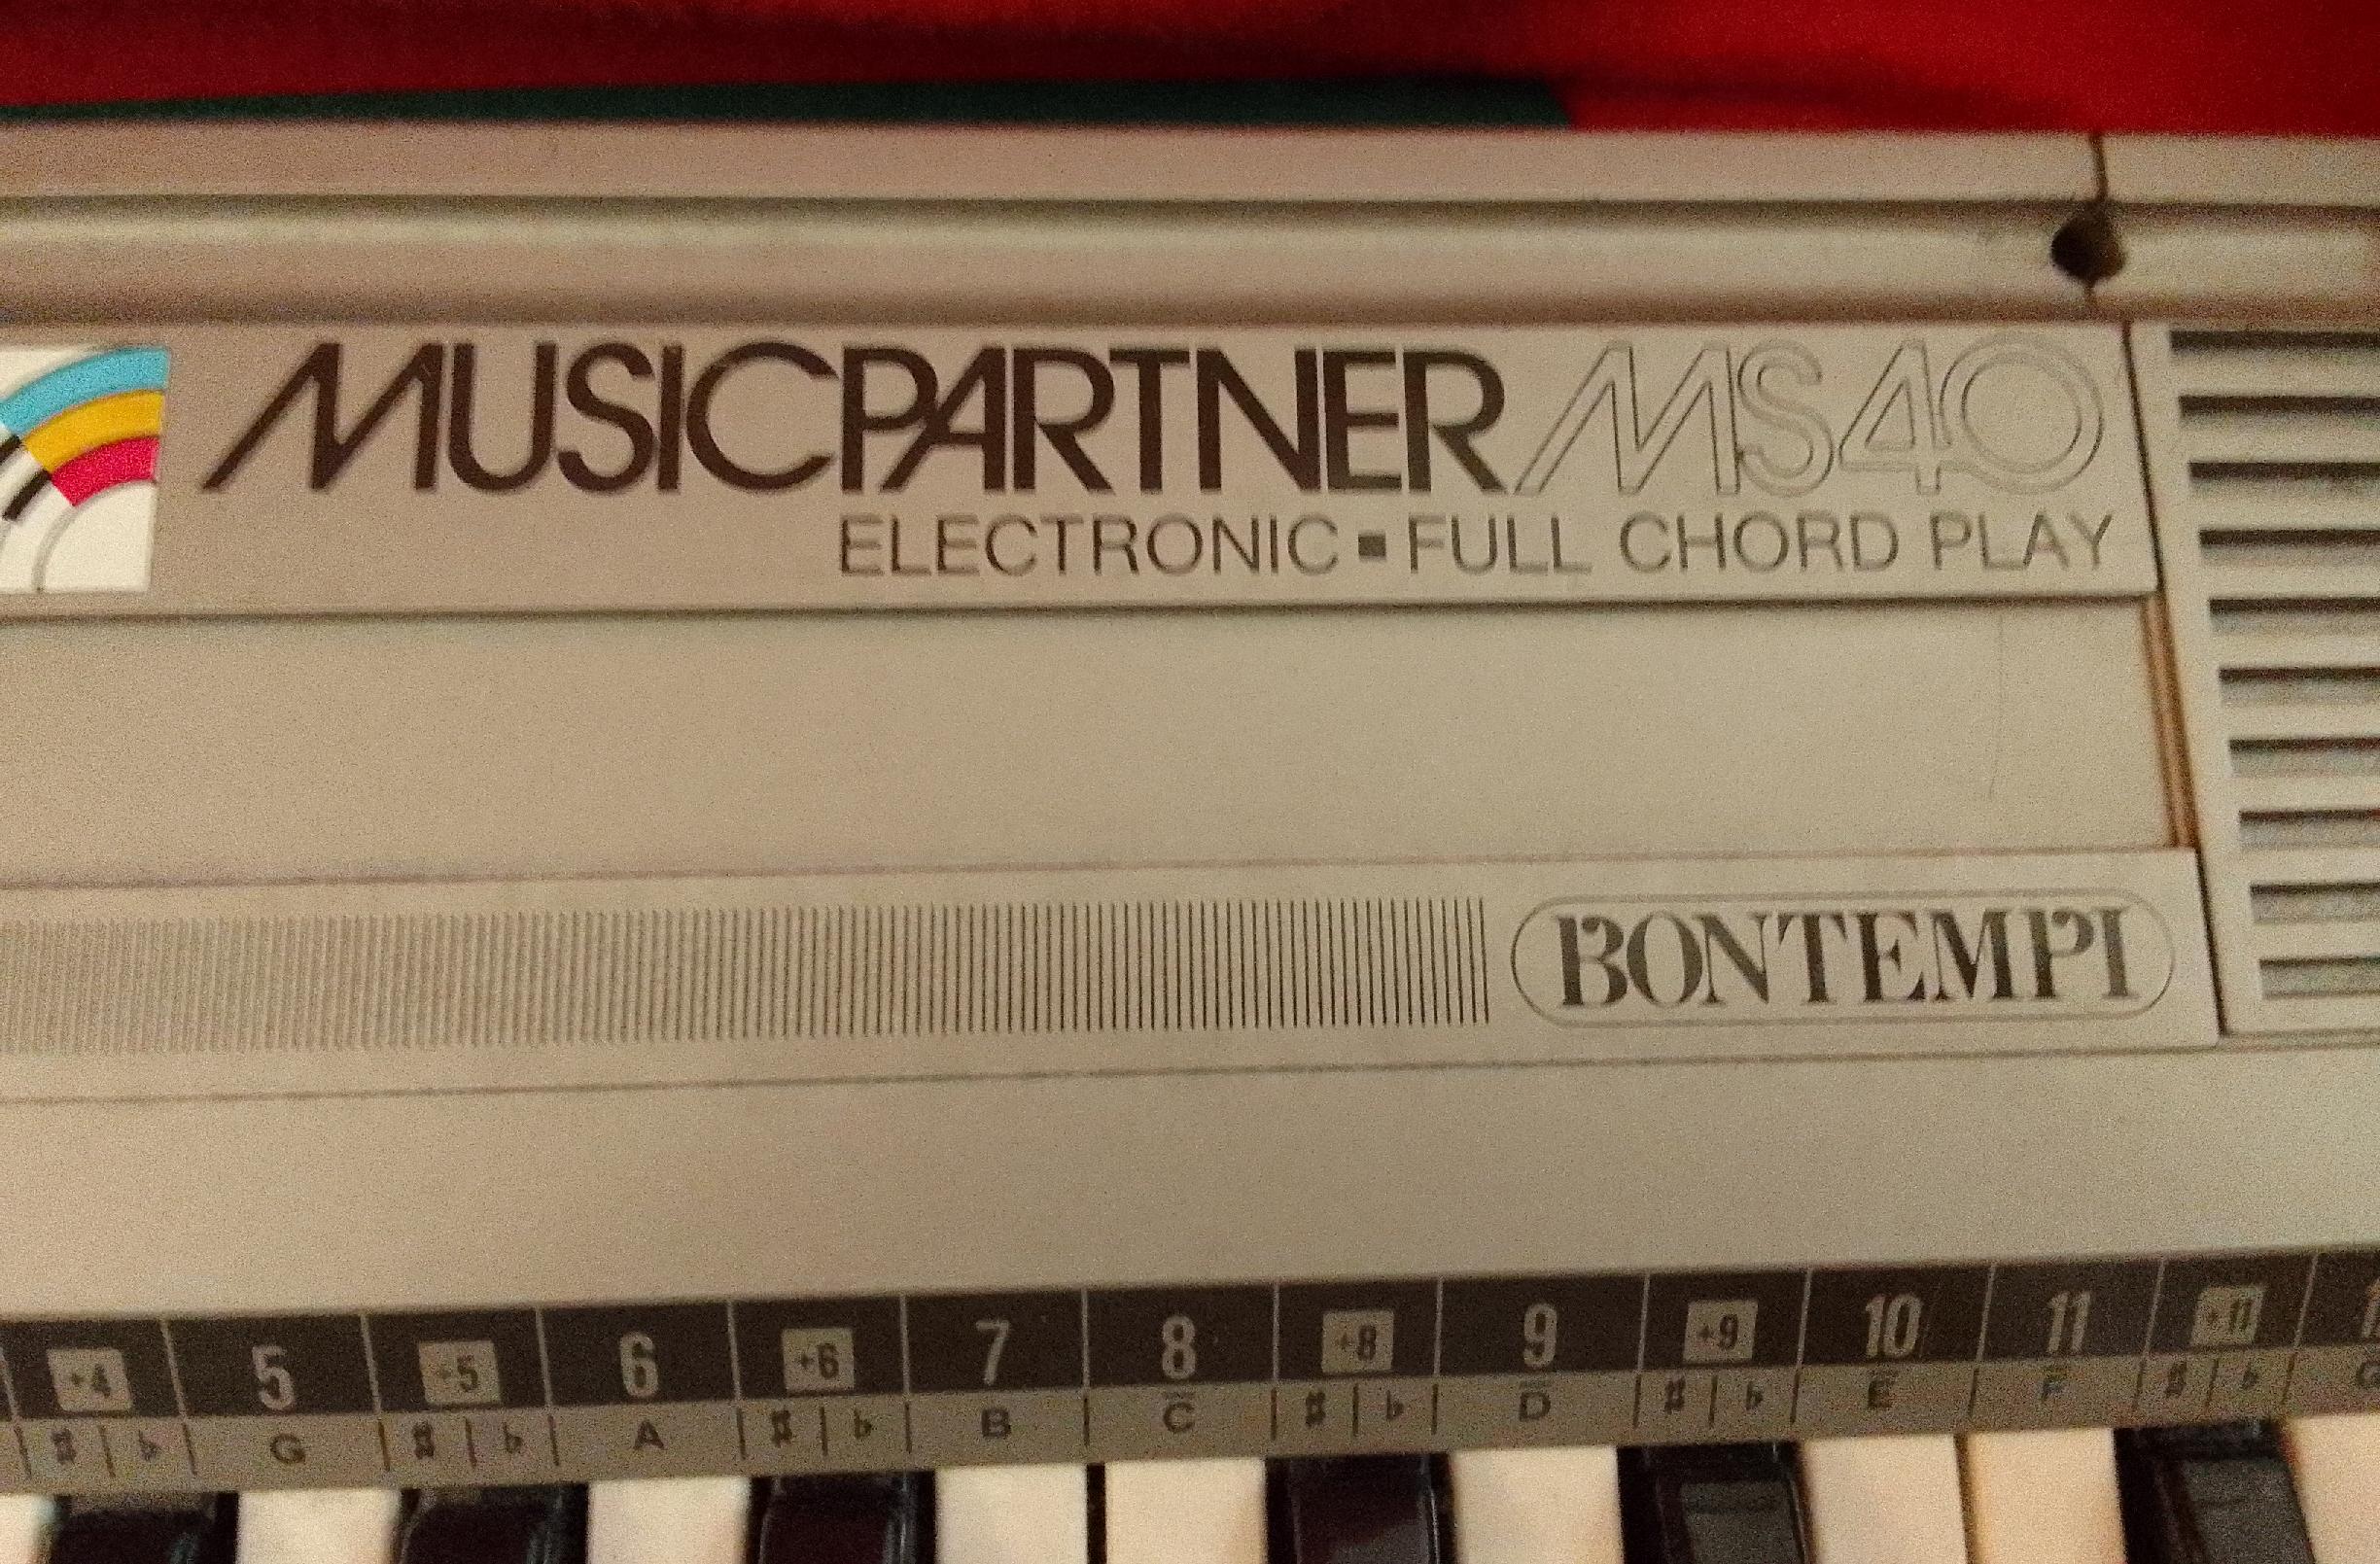 MUSICPARTNER MS40
ELECTRONIC ▪ FULL CHORD PLAY
BONTEMPI
+4 5 +5 6 +6 7 8 +8 9 +9 10 11 +11
♯ | ♭ | G | ♯ | ♭ | A | ♯ | ♭ | B | C | ♯ | ♭ | D | ♯ | ♭ | E | F | ♯ | ♭